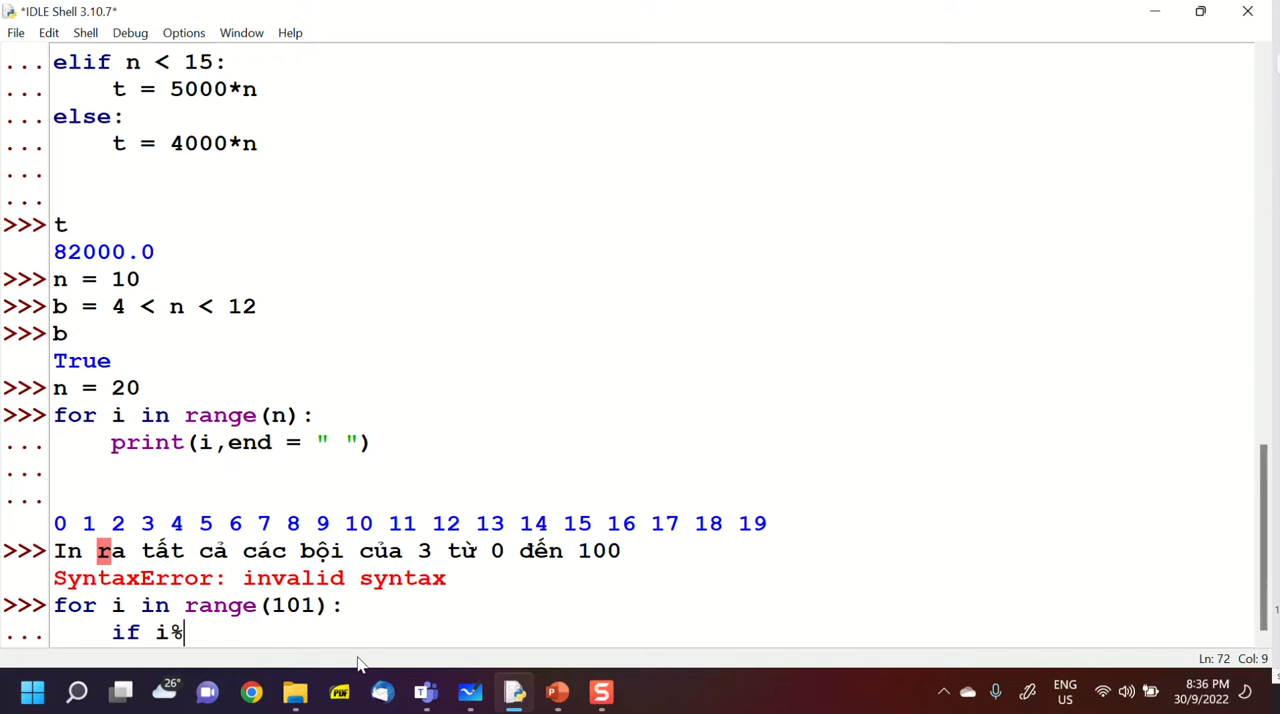 *IDLE Shell 3.10.7*
File Edit Shell Debug Options Window Help
... elif n < 15:
...     t = 5000*n
... else:
...     t = 4000*n
...
...
>>> t
82000.0
>>> n = 10
>>> b = 4 < n < 12
>>> b
True
>>> n = 20
>>> for i in range(n):
...     print(i,end = " ")
...
...
0 1 2 3 4 5 6 7 8 9 10 11 12 13 14 15 16 17 18 19
>>> In ra tất cả các bội của 3 từ 0 đến 100
SyntaxError: invalid syntax
>>> for i in range(101):
...     if i%
Ln: 72 Col: 9
26°
PDF
S
ENG
US
8:36 PM
30/9/2022